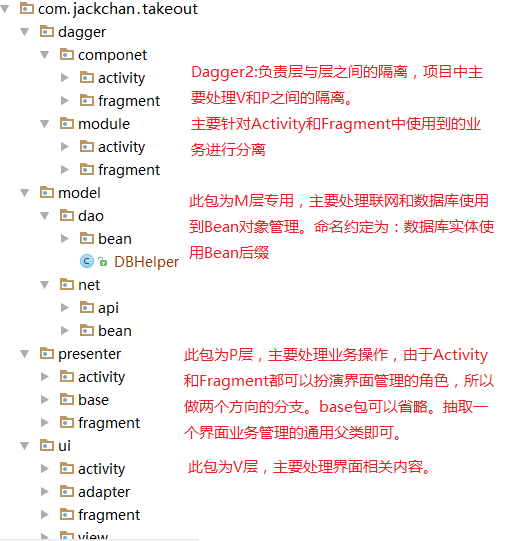 com.jackchan.takeout
dagger
componet
activity
fragment
module
activity
fragment
Dagger2:负责层与层之间的隔离，项目中主
要处理V和P之间的隔离。
主要针对Activity和Fragment中使用到的业
务进行分离
model
dao
bean
DBHelper
net
api
bean
此包为M层专用，主要处理联网和数据库使用
到Bean对象管理。命名约定为：数据库实体使
用Bean后缀
presenter
activity
base
fragment
此包为P层，主要处理业务操作，由于Activity
和Fragment都可以扮演界面管理的角色，所以
做两个方向的分支。base包可以省略。抽取一
个界面业务管理的通用父类即可。
ui
activity
adapter
fragment
view
此包为V层，主要处理界面相关内容。